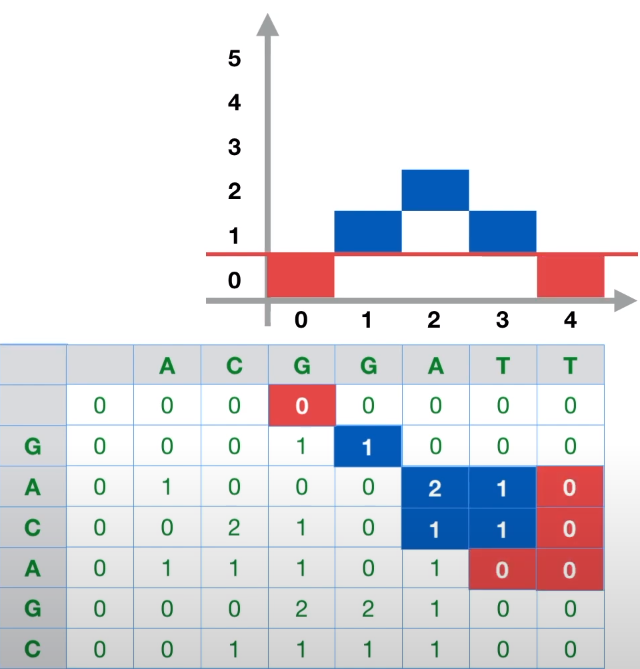 5
4
3
2
1
0
0 1 2 3 4
A C G G A T T
0 0 0 0 0 0 0 0
G 0 0 0 1 1 0 0 0
A 0 1 0 0 0 2 1 0
C 0 0 2 1 0 1 1 0
A 0 1 1 1 0 1 0 0
G 0 0 0 2 2 1 0 0
C 0 0 1 1 1 1 0 0